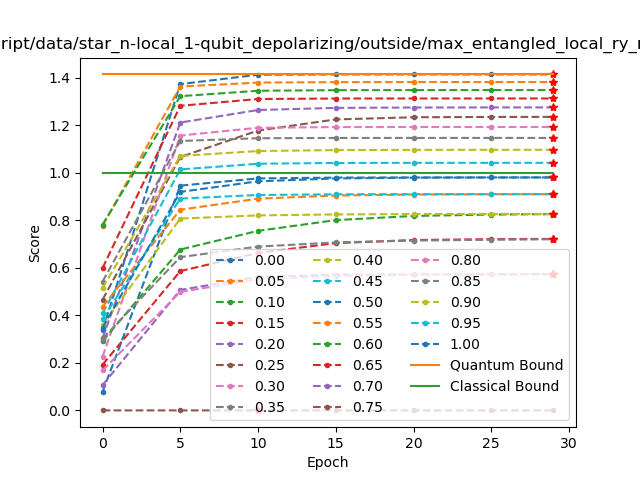 ript/data/star_n-local_1-qubit_depolarizing/outside/max_entangled_local_ry_r
Score
1.4
1.2
1.0
0.8
0.6
0.4
0.2
0.0
0.00 0.40 0.80
0.05 0.45 0.85
0.10 0.50 0.90
0.15 0.55 0.95
0.20 0.60 1.00
0.25 0.65 Quantum Bound
0.30 0.70 Classical Bound
0.35 0.75
0 5 10 15 20 25 30
Epoch